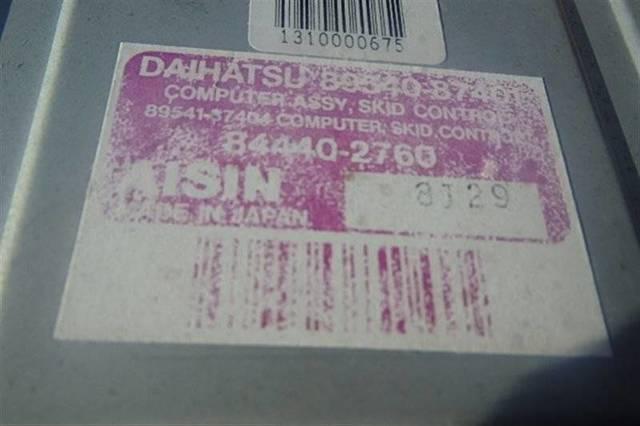 1310000675
DAIHATSU 89540-87401
COMPUTER ASSY, SKID CONTROL
89541-87404 COMPUTER, SKID, CONTROL
84440-2760
AISIN
8J29
MADE IN JAPAN